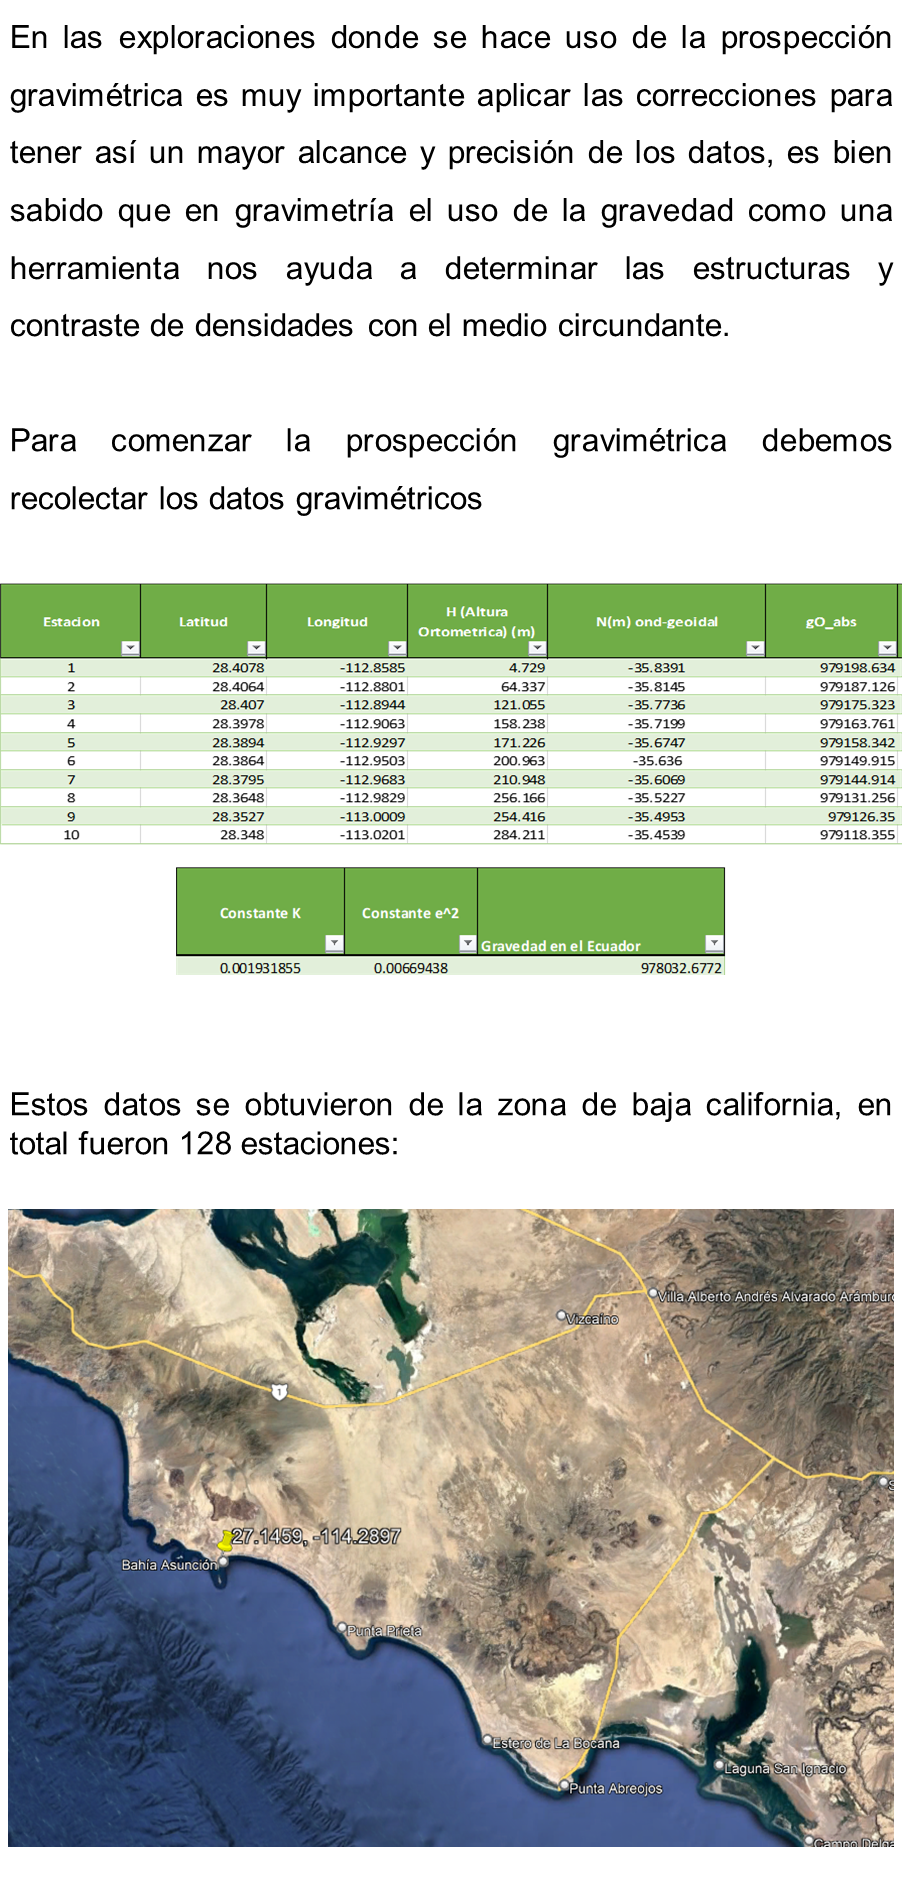 En las exploraciones donde se hace uso de la prospección
gravimétrica es muy importante aplicar las correcciones para
tener así un mayor alcance y precisión de los datos, es bien
sabido que en gravimetría el uso de la gravedad como una
herramienta nos ayuda a determinar las estructuras y
contraste de densidades con el medio circundante.
Para comenzar la prospección gravimétrica debemos
recolectar los datos gravimétricos
Estacion Latitud Longitud H (Altura Ortometrica) (m) N(m) ond-geoidal gO_abs
1 28.4078 -112.8585 4.729 -35.8391 979198.634
2 28.4064 -112.8801 64.337 -35.8145 979187.126
3 28.407 -112.8944 121.055 -35.7736 979175.323
4 28.3978 -112.9063 158.238 -35.7199 979163.761
5 28.3894 -112.9297 171.226 -35.6747 979158.342
6 28.3864 -112.9503 200.963 -35.636 979149.915
7 28.3795 -112.9683 210.948 -35.6069 979144.914
8 28.3648 -112.9829 256.166 -35.5227 979131.256
9 28.3527 -113.0009 254.416 -35.4953 979126.35
10 28.348 -113.0201 284.211 -35.4539 979118.355
Constante K Constante e^2 Gravedad en el Ecuador
0.001931855 0.00669438 978032.6772
Estos datos se obtuvieron de la zona de baja california, en
total fueron 128 estaciones:
Villa Alberto Andrés Alvarado Arámburo
Vizcaíno
1
S
27.1459, -114.2897
Bahía Asunción
Punta Prieta
Estero de La Bocana
Laguna San Ignacio
Punta Abreojos
Campo Delga